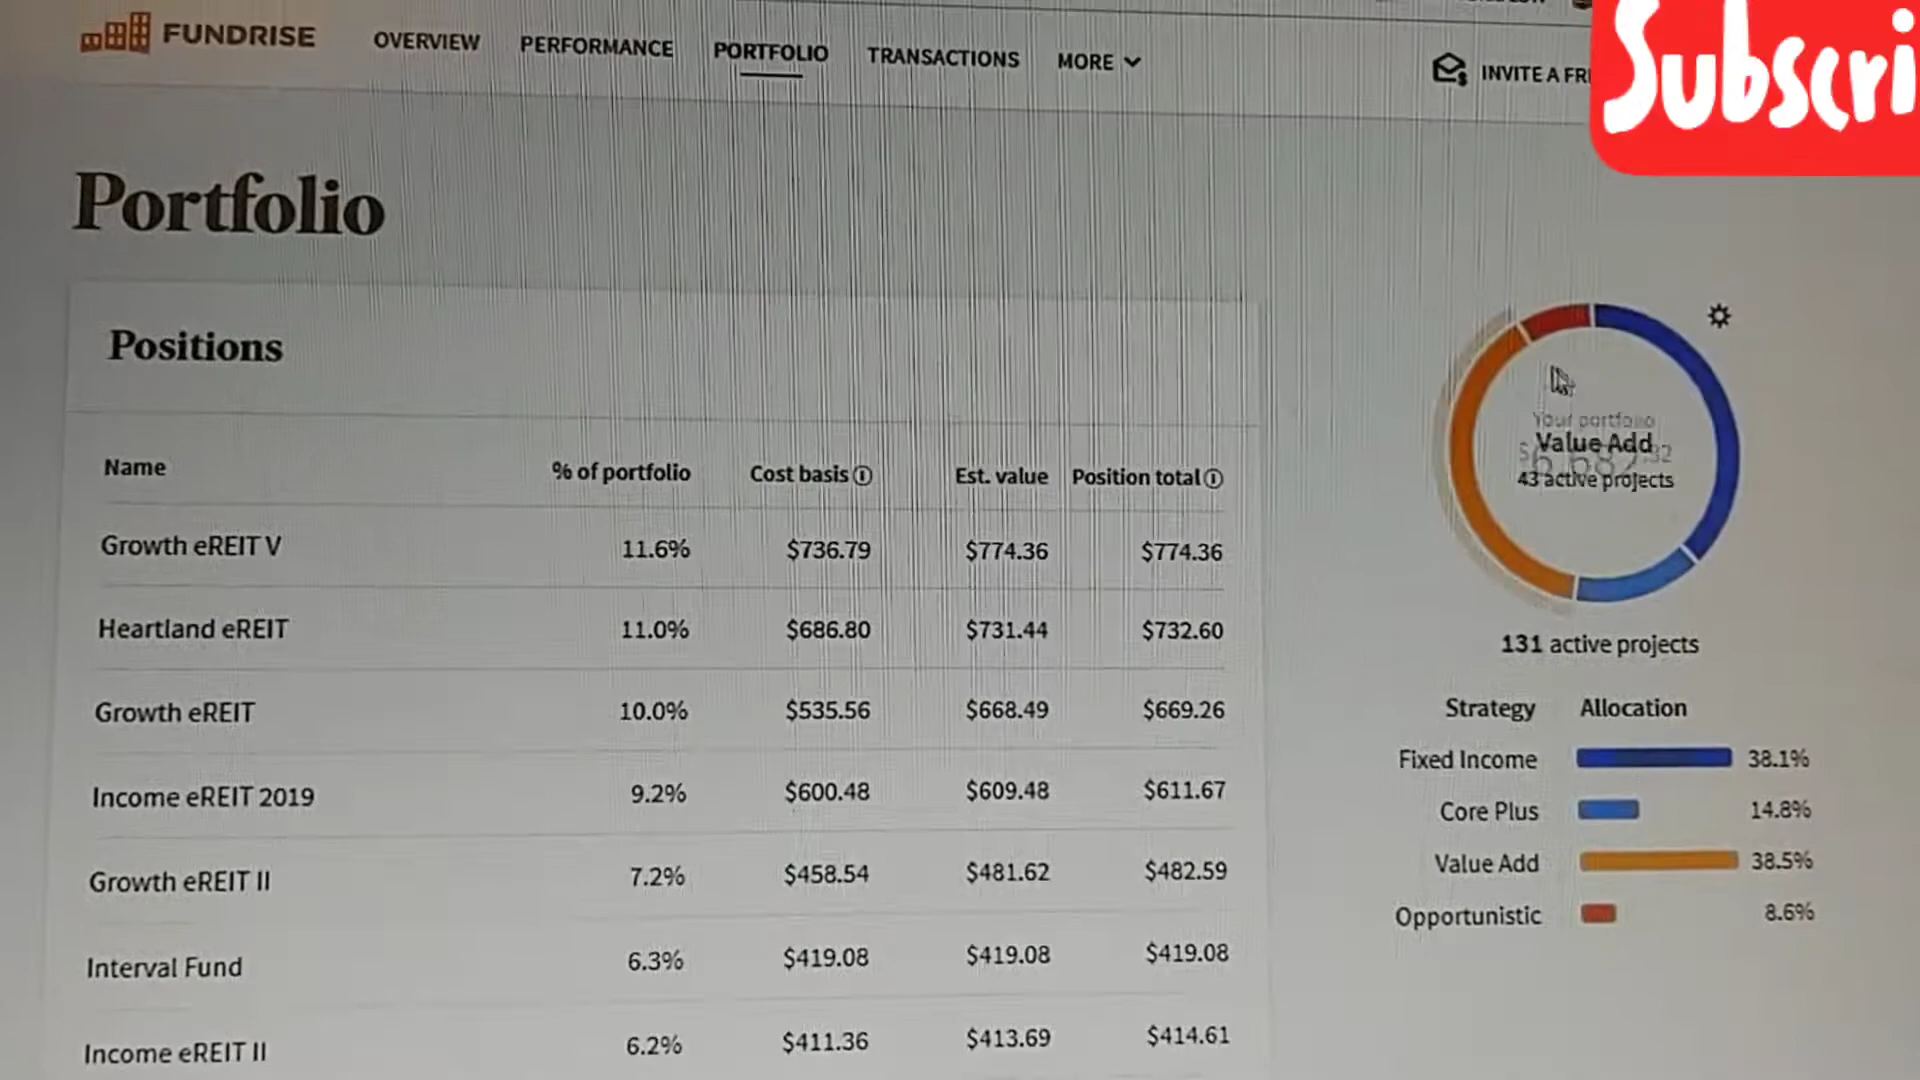 FUNDRISE OVERVIEW PERFORMANCE PORTFOLIO TRANSACTIONS MORE INVITE A FRI
Subscri
Portfolio
Positions
Name % of portfolio Cost basis Est. value Position total
Growth eREIT V 11.6% $736.79 $774.36 $774.36
Heartland eREIT 11.0% $686.80 $731.44 $732.60
Growth eREIT 10.0% $535.56 $668.49 $669.26
Income eREIT 2019 9.2% $600.48 $609.48 $611.67
Growth eREIT II 7.2% $458.54 $481.62 $482.59
Interval Fund 6.3% $419.08 $419.08 $419.08
Income eREIT II 6.2% $411.36 $413.69 $414.61
Your portfolio
Value Add
$6,682.32
43 active projects
131 active projects
Strategy Allocation
Fixed Income 38.1%
Core Plus 14.8%
Value Add 38.5%
Opportunistic 8.6%